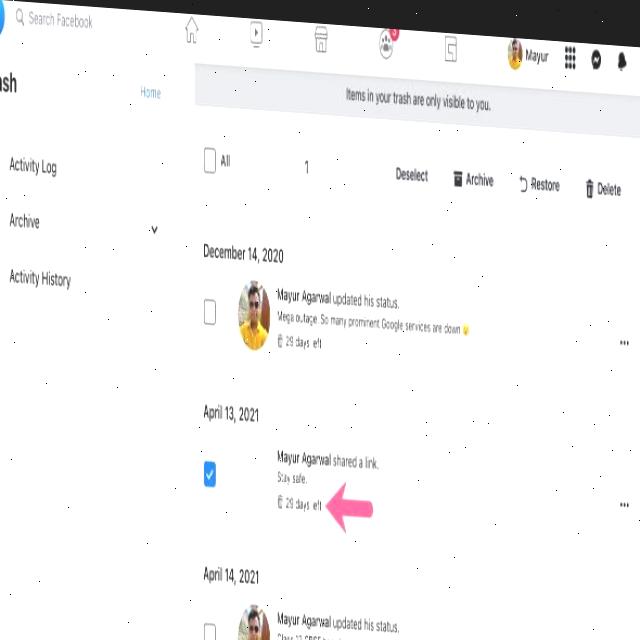 Search Facebook
3
Mayur
ash
Home
Items in your trash are only visible to you.
All
1
Deselect
Archive
Restore
Delete
Activity Log
Archive
Activity History
December 14, 2020
Mayur Agarwal updated his status.
Mega outage. So many prominent Google services are down
29 days left
April 13, 2021
Mayur Agarwal shared a link.
Stay safe.
29 days left
April 14, 2021
Mayur Agarwal updated his status.
Class